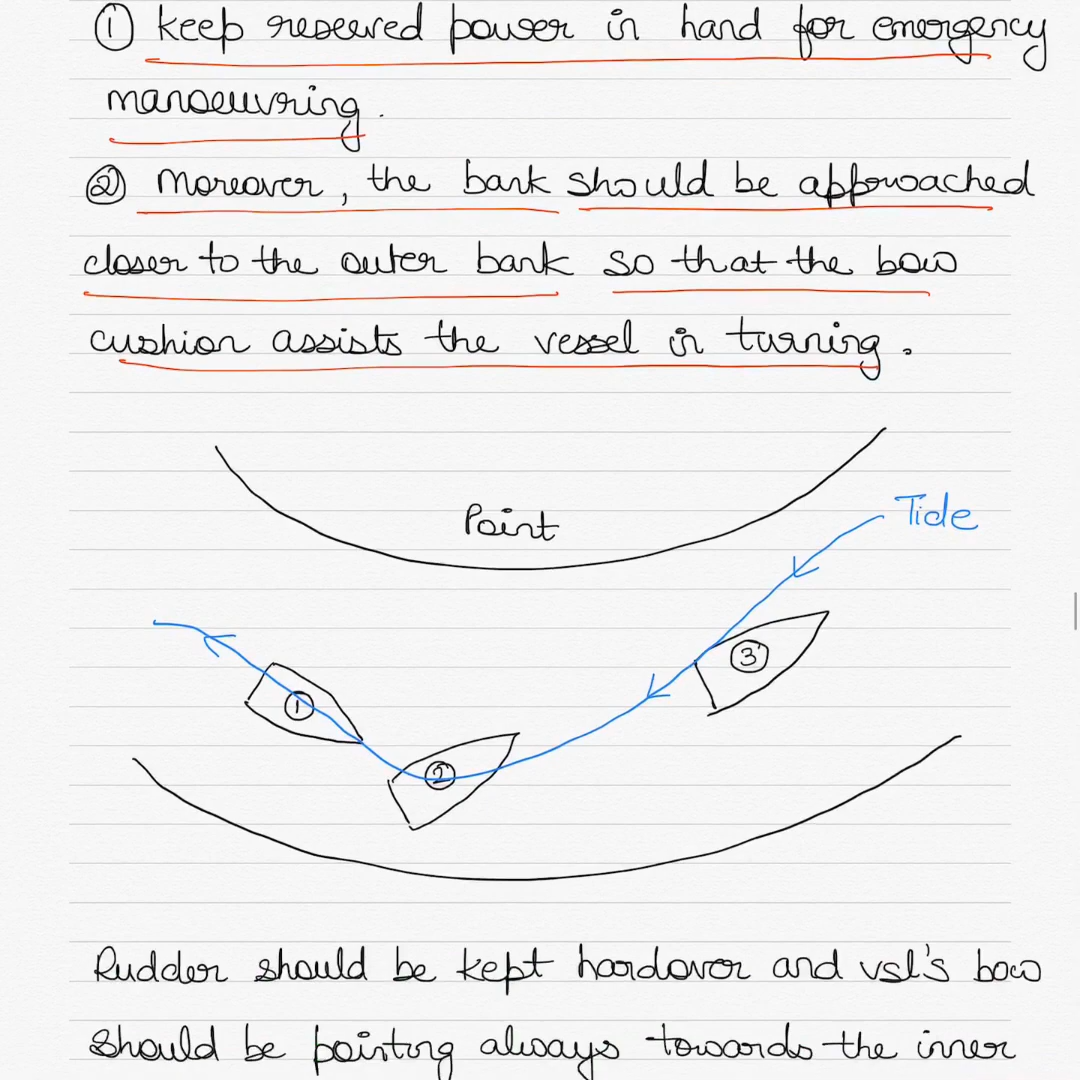 ① keep reserved power in hand for emergency
manoeuvring.
② Moreover, the bank should be approached
closer to the outer bank so that the bow
cushion assists the vessel in turning.
Point
Tide
③
①
②
Rudder should be kept hardover and vsl's bow
should be pointing always towards the inner